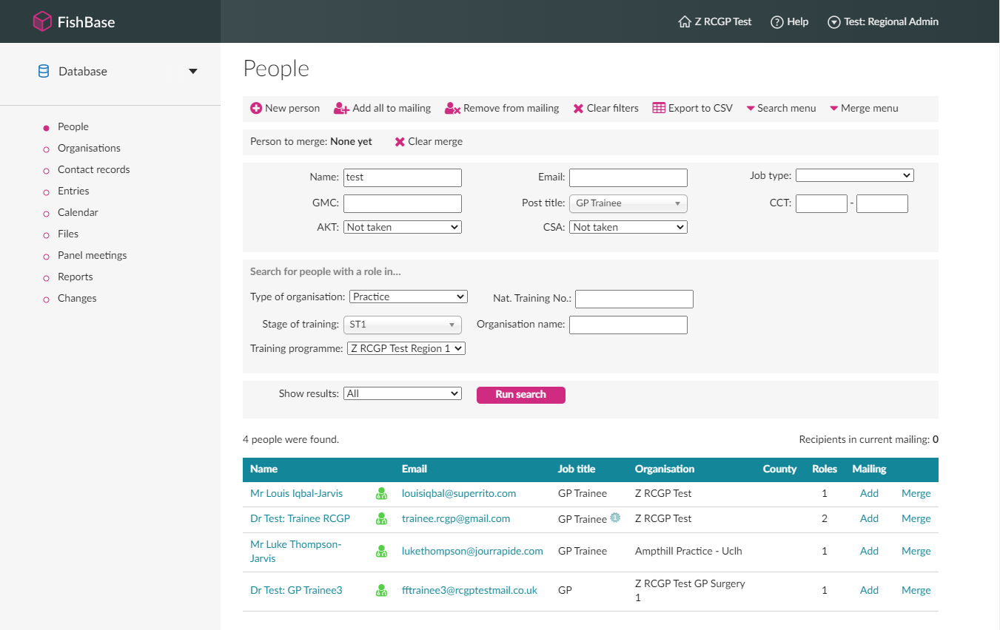 FishBase
Z RCGP Test
Help
Test: Regional Admin
Database
People
Organisations
Contact records
Entries
Calendar
Files
Panel meetings
Reports
Changes
People
New person Add all to mailing Remove from mailing Clear filters Export to CSV Search menu Merge menu
Person to merge: None yet Clear merge
Name: test Email: Job type:
GMC: Post title: GP Trainee CCT: -
AKT: Not taken CSA: Not taken
Search for people with a role in...
Type of organisation: Practice Nat. Training No.:
Stage of training: ST1 Organisation name:
Training programme: Z RCGP Test Region 1
Show results: All Run search
4 people were found. Recipients in current mailing: 0
Name Email Job title Organisation County Roles Mailing
Mr Louis Iqbal-Jarvis louisiqbal@superrito.com GP Trainee Z RCGP Test 1 Add Merge
Dr Test: Trainee RCGP trainee.rcgp@gmail.com GP Trainee 1 Z RCGP Test 2 Add Merge
Mr Luke Thompson-
Jarvis lukethompson@jourrapide.com GP Trainee Ampthill Practice - Uclh 1 Add Merge
Dr Test: GP Trainee3 fftrainee3@rcgptestmail.co.uk GP Z RCGP Test GP Surgery
1 1 Add Merge